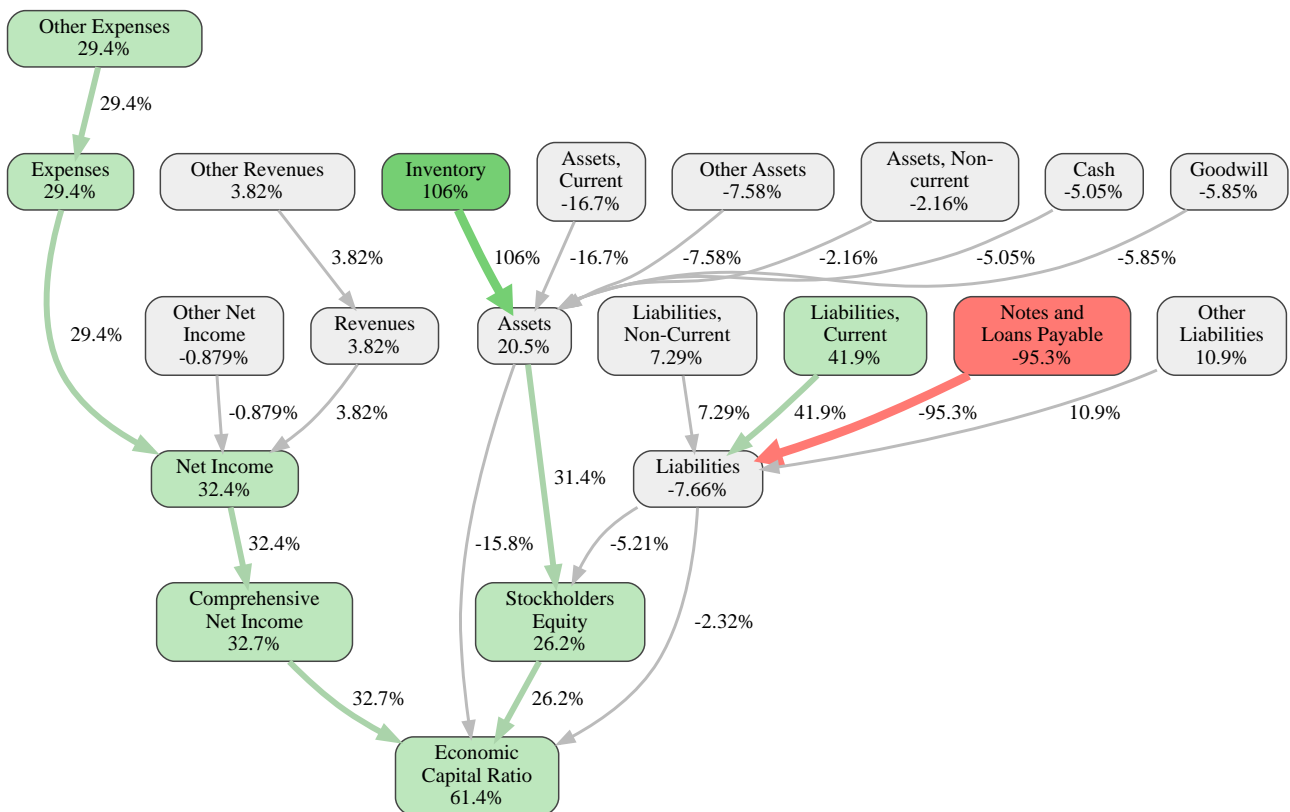 Other Expenses
29.4%
29.4%
Expenses
29.4%
Other Revenues
3.82%
Inventory
106%
Assets,
Current
-16.7%
Other Assets
-7.58%
Assets, Non-
current
-2.16%
Cash
-5.05%
Goodwill
-5.85%
3.82%
106%
-16.7%
-7.58%
-2.16%
-5.05%
-5.85%
29.4%
Other Net
Income
-0.879%
Revenues
3.82%
Assets
20.5%
Liabilities,
Non-Current
7.29%
Liabilities,
Current
41.9%
Notes and
Loans Payable
-95.3%
Other
Liabilities
10.9%
-0.879%
3.82%
7.29%
41.9%
-95.3%
10.9%
Net Income
32.4%
31.4%
Liabilities
-7.66%
32.4%
-15.8%
-5.21%
Comprehensive
Net Income
32.7%
Stockholders
Equity
26.2%
-2.32%
32.7%
26.2%
Economic
Capital Ratio
61.4%